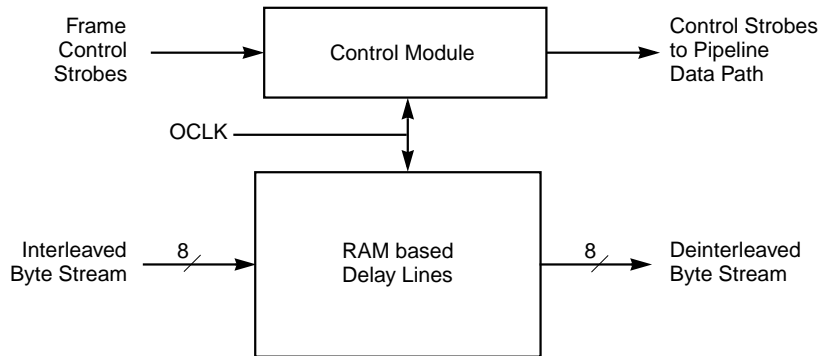 Frame
Control
Strobes
Control Module
Control Strobes
to Pipeline
Data Path
OCLK
Interleaved
Byte Stream
8
RAM based
Delay Lines
8
Deinterleaved
Byte Stream